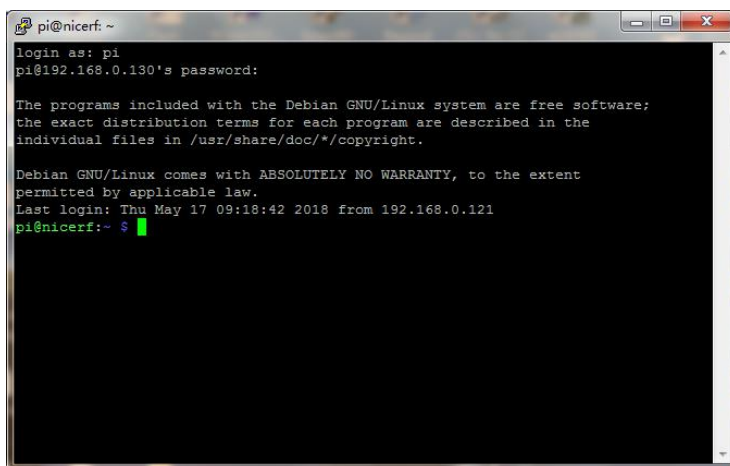 pi@nicerf: ~
login as: pi
pi@192.168.0.130's password:
The programs included with the Debian GNU/Linux system are free software;
the exact distribution terms for each program are described in the
individual files in /usr/share/doc/*/copyright.
Debian GNU/Linux comes with ABSOLUTELY NO WARRANTY, to the extent
permitted by applicable law.
Last login: Thu May 17 09:18:42 2018 from 192.168.0.121
pi@nicerf:~ $